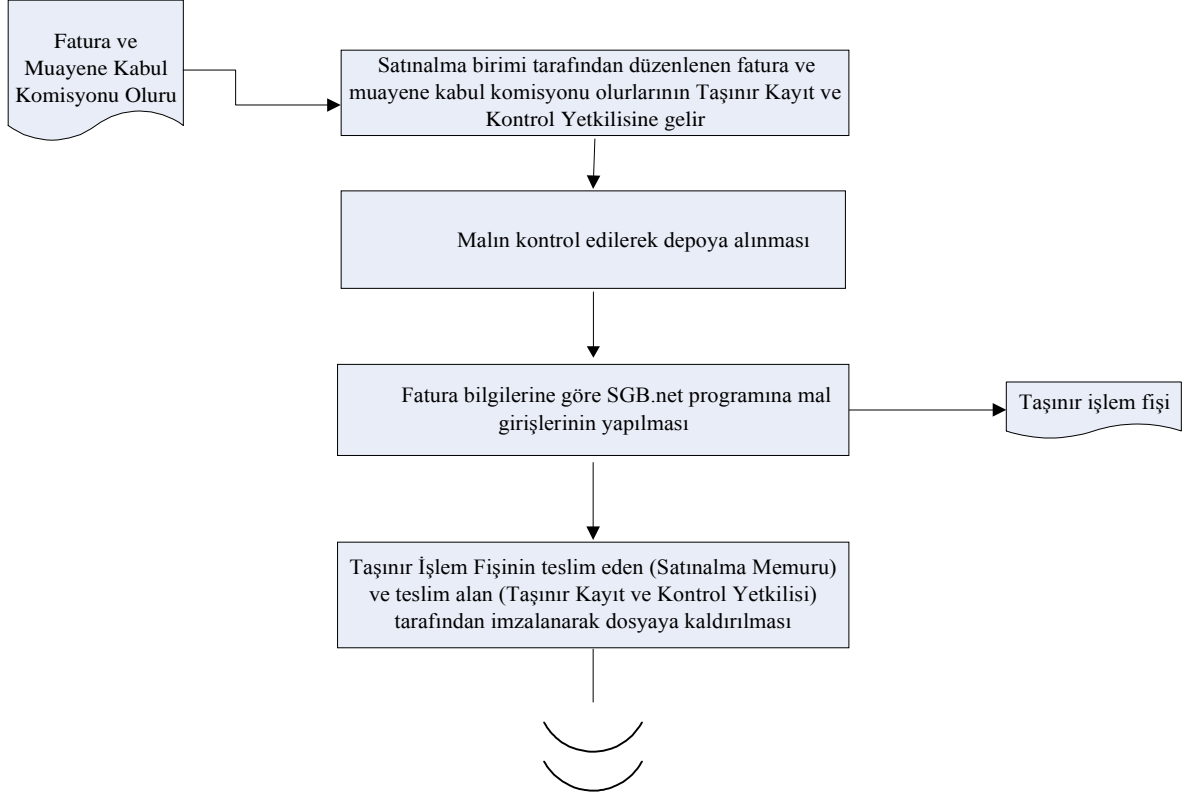 Fatura ve
Muayene Kabul
Komisyonu Oluru
Satınalma birimi tarafından düzenlenen fatura ve
muayene kabul komisyonu olurlarının Taşınır Kayıt ve
Kontrol Yetkilisine gelir
Malın kontrol edilerek depoya alınması
Fatura bilgilerine göre SGB.net programına mal
girişlerinin yapılması
Taşınır işlem fişi
Taşınır İşlem Fişinin teslim eden (Satınalma Memuru)
ve teslim alan (Taşınır Kayıt ve Kontrol Yetkilisi)
tarafından imzalanarak dosyaya kaldırılması